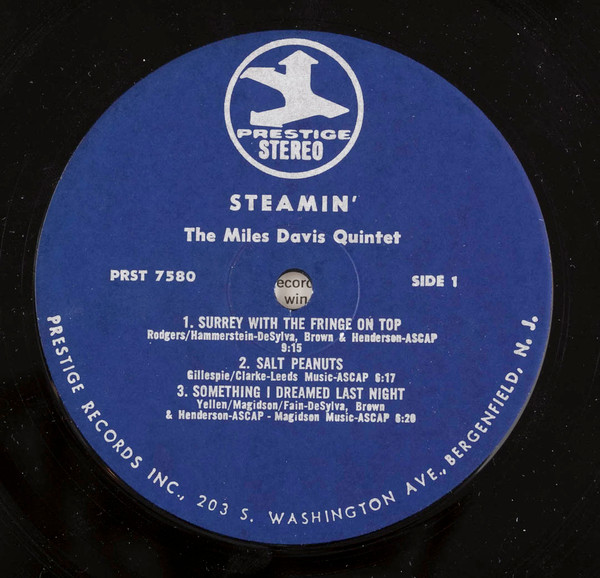 PRESTIGE
STEREO
STEAMIN'
The Miles Davis Quintet
PRST 7580
SIDE 1
ecord
win
1. SURREY WITH THE FRINGE ON TOP
Rodgers/Hammerstein-DeSylva, Brown & Henderson-ASCAP
9:15
2. SALT PEANUTS
Gillespie/Clarke-Leeds Music-ASCAP 6:17
3. SOMETHING I DREAMED LAST NIGHT
Yellen/Magidson/Fain-DeSylva, Brown
& Henderson-ASCAP - Magidson Music-ASCAP 6:20
PRESTIGE RECORDS INC., 203 S. WASHINGTON AVE., BERGENFIELD, N. J.